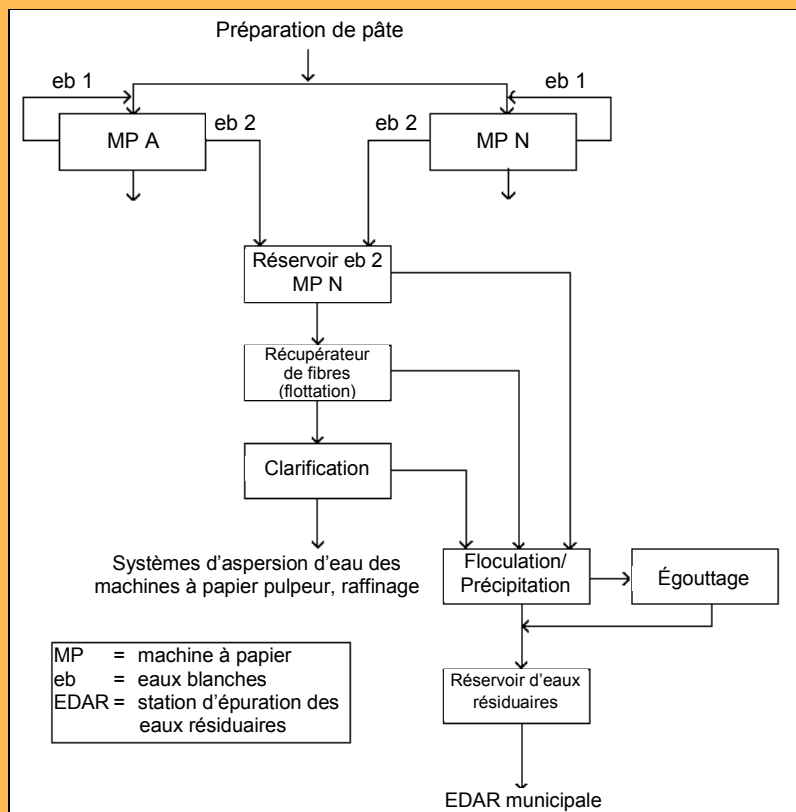 Préparation de pâte
eb 1
eb 1
MP A
eb 2
eb 2
MP N
Réservoir eb 2
MP N
Récupérateur
de fibres
(flottation)
Clarification
Systèmes d'aspersion d'eau des
machines à papier pulpeur, raffinage
Floculation/
Précipitation
Égouttage
MP = machine à papier
eb = eaux blanches
EDAR = station d'épuration des
eaux résiduaires
Réservoir d'eaux
résiduaires
EDAR municipale